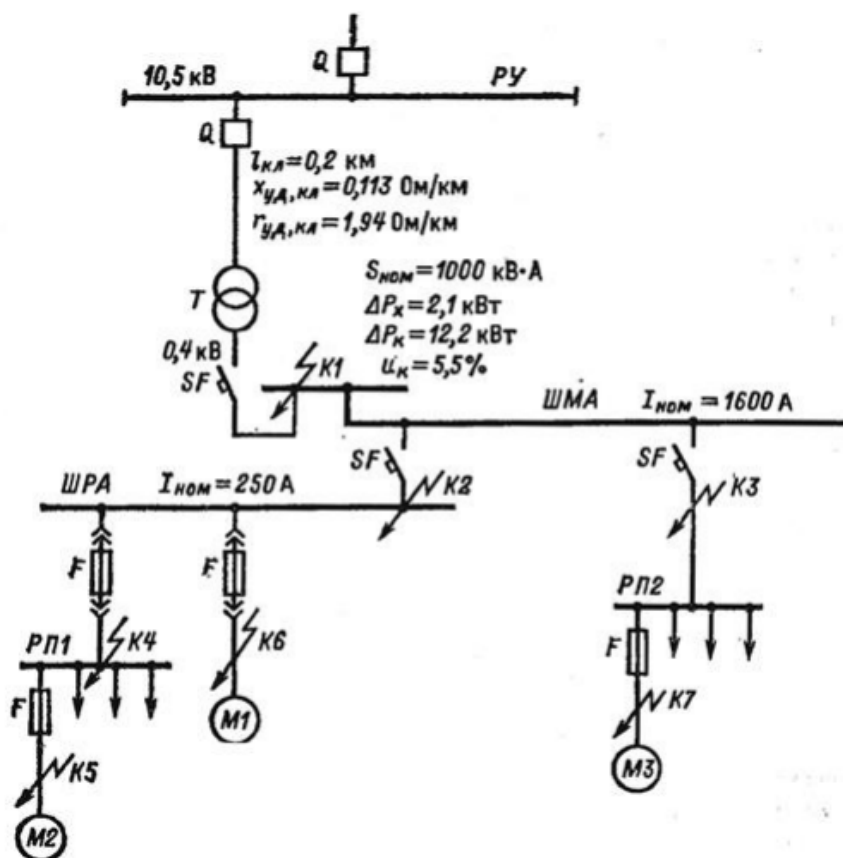 Q
10,5 кВ
РУ
Q
lкл=0,2 км
xуд,кл=0,113 Ом/км
rуд,кл=1,94 Ом/км
Sном=1000 кВ·А
T
ΔPх=2,1 кВт
ΔPк=12,2 кВт
uк=5,5%
0,4 кВ
SF
K1
ШМА Iном=1600 А
SF
SF
ШРА Iном=250 А
K2
K3
F
F
РП2
РП1
K4
K6
F
F
M1
K7
K5
M3
M2